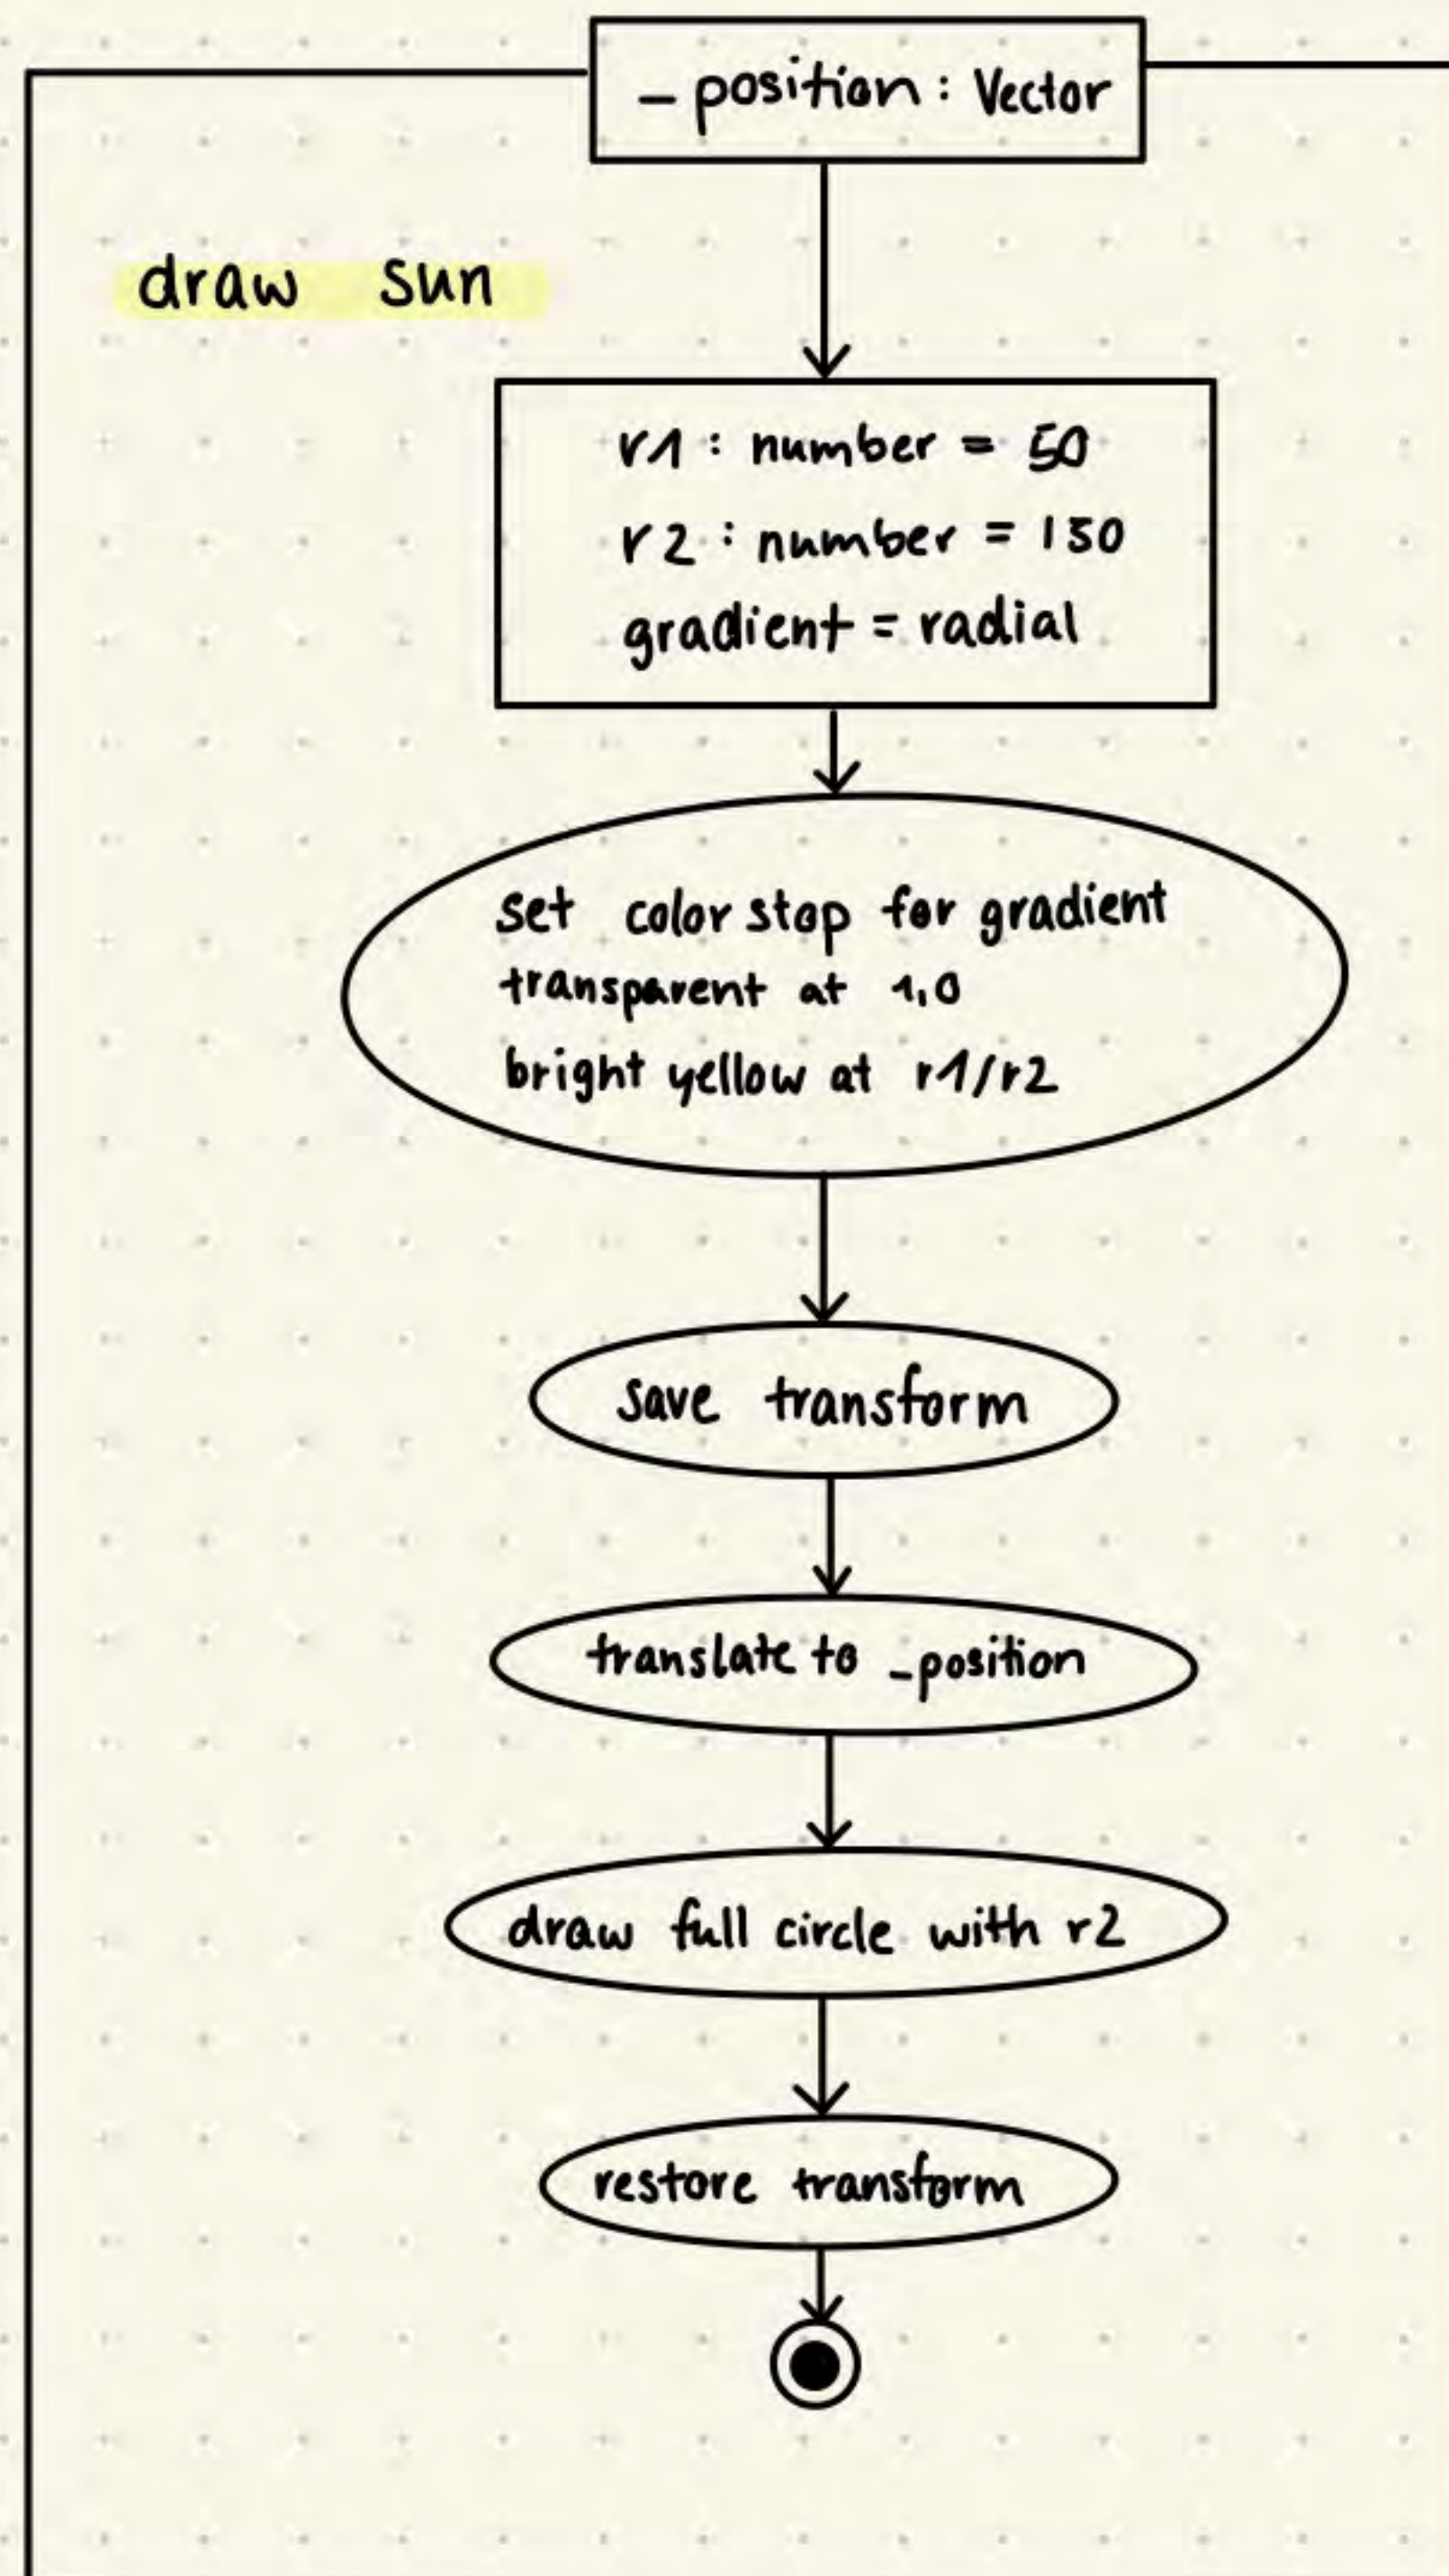 _position: Vector
draw sun
r1: number = 50
r2: number = 150
gradient = radial
set color stop for gradient
transparent at 1,0
bright yellow at r1/r2
save transform
translate to _position
draw full circle with r2
restore transform